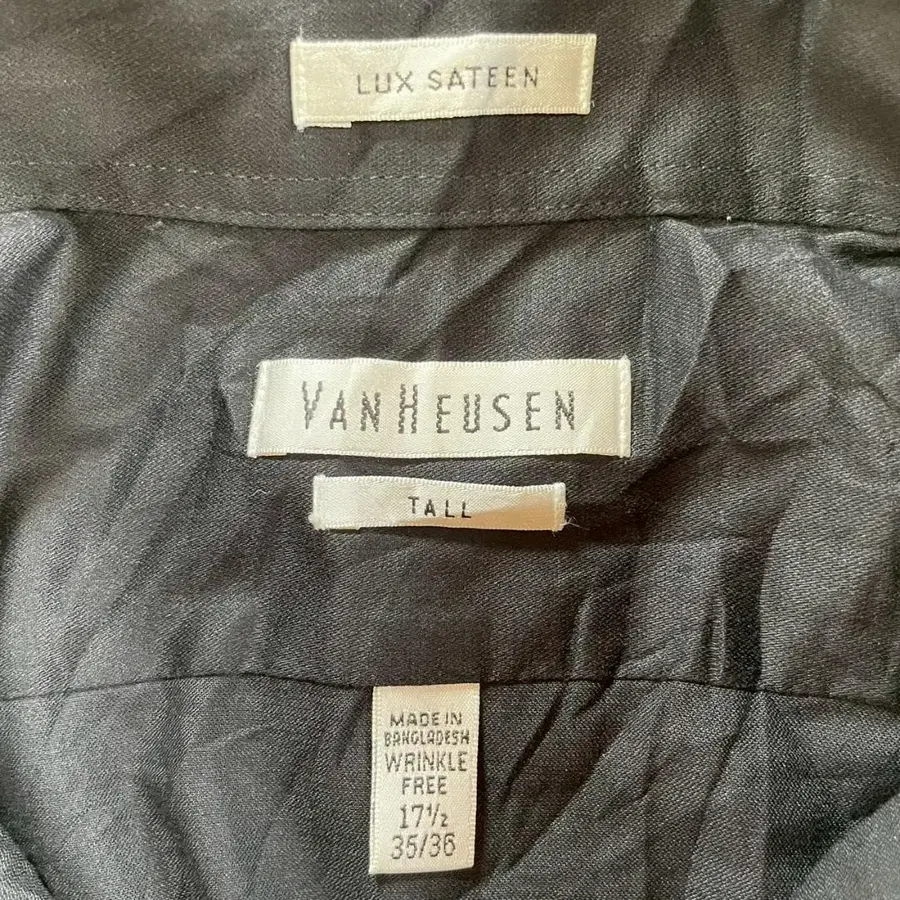 LUX SATEEN
VAN HEUSEN
TALL
MADE IN
BANGLADESH
WRINKLE
FREE
17½
35/36